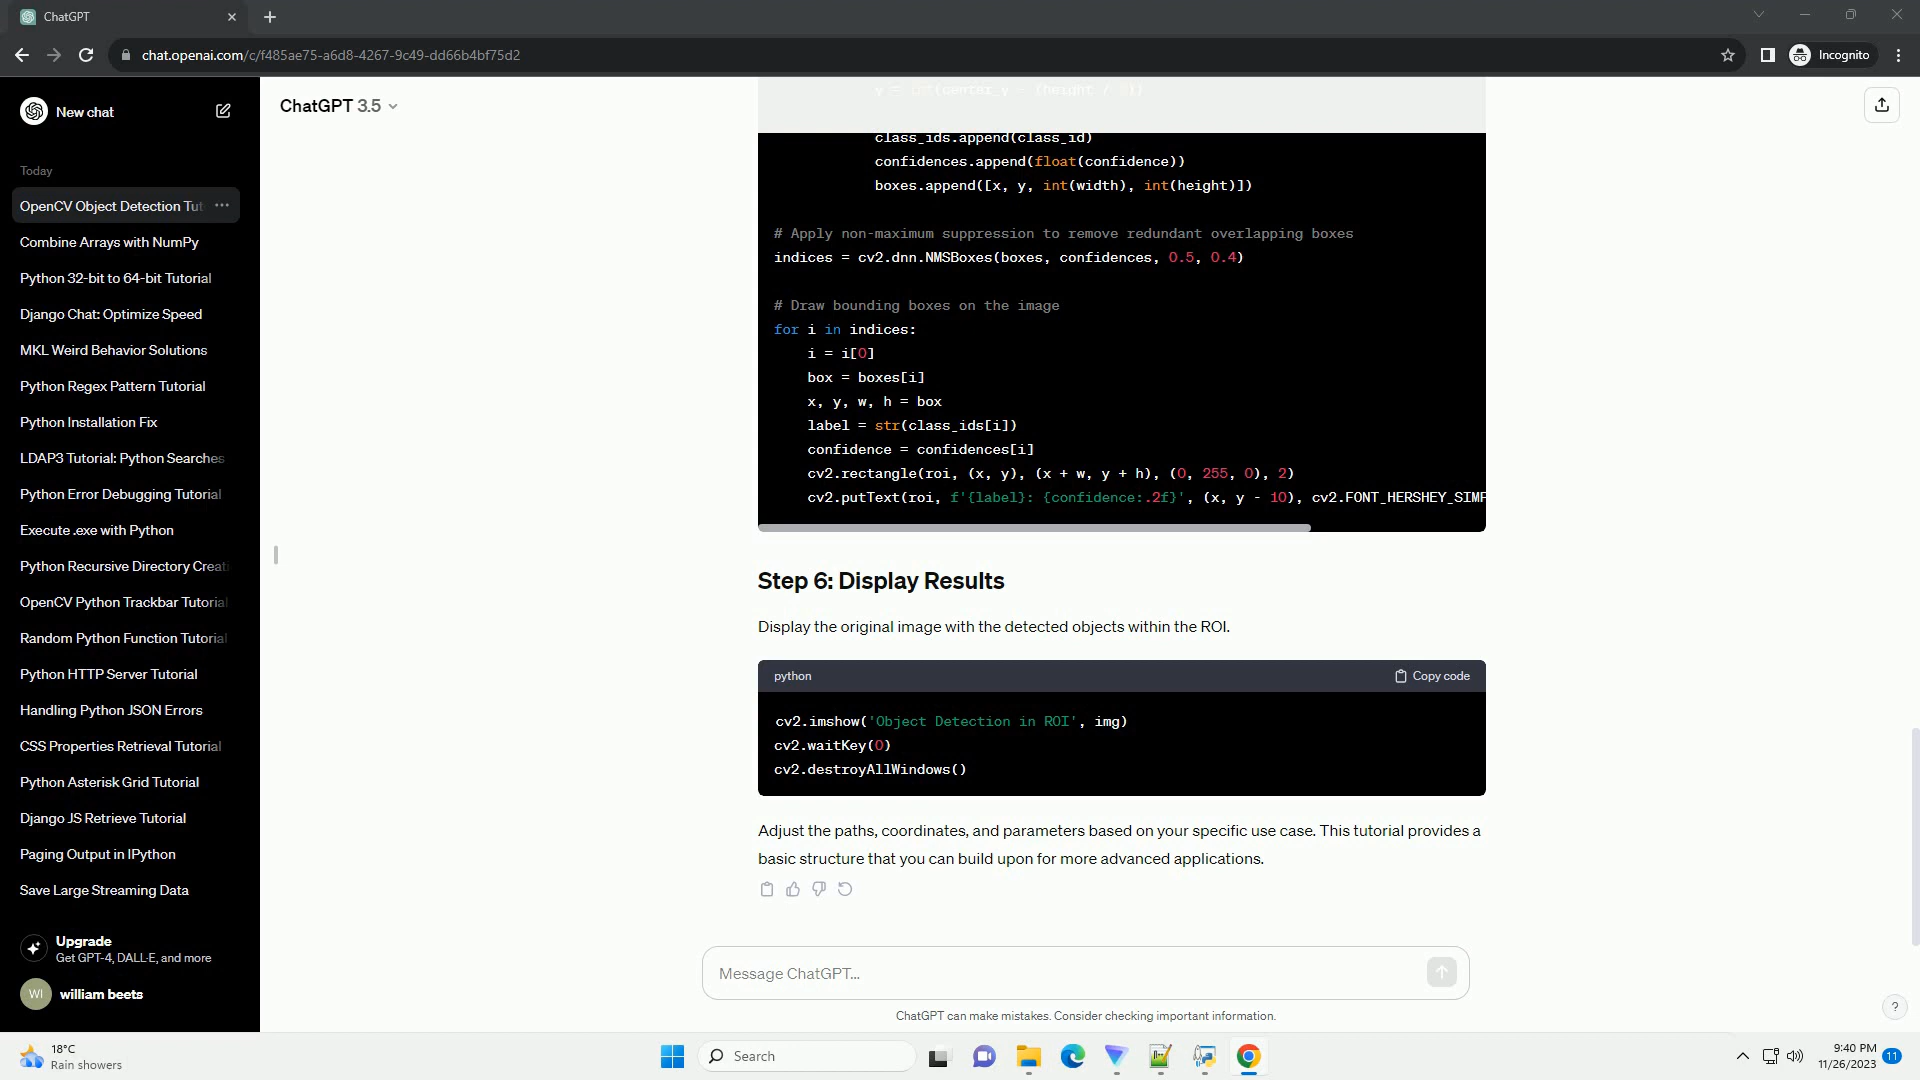 ChatGPT
chat.openai.com/c/f485ae75-a6d8-4267-9c49-dd66b4bf75d2
Incognito
New chat
Today
OpenCV Object Detection Tut
Combine Arrays with NumPy
Python 32-bit to 64-bit Tutorial
Django Chat: Optimize Speed
MKL Weird Behavior Solutions
Python Regex Pattern Tutorial
Python Installation Fix
LDAP3 Tutorial: Python Searches
Python Error Debugging Tutorial
Execute .exe with Python
Python Recursive Directory Creati
OpenCV Python Trackbar Tutorial
Random Python Function Tutorial
Python HTTP Server Tutorial
Handling Python JSON Errors
CSS Properties Retrieval Tutorial
Python Asterisk Grid Tutorial
Django JS Retrieve Tutorial
Paging Output in IPython
Save Large Streaming Data
Upgrade
Get GPT-4, DALL·E, and more
WI
william beets
ChatGPT 3.5
y = int(center_y - (height /
class_ids.append(class_id)
confidences.append(float(confidence))
boxes.append([x, y, int(width), int(height)])
# Apply non-maximum suppression to remove redundant overlapping boxes
indices = cv2.dnn.NMSBoxes(boxes, confidences, 0.5, 0.4)
# Draw bounding boxes on the image
for i in indices:
i = i[0]
box = boxes[i]
x, y, w, h = box
label = str(class_ids[i])
confidence = confidences[i]
cv2.rectangle(roi, (x, y), (x + w, y + h), (0, 255, 0), 2)
cv2.putText(roi, f'{label}: {confidence:.2f}', (x, y - 10), cv2.FONT_HERSHEY_SIMP
Step 6: Display Results
Display the original image with the detected objects within the ROI.
python
Copy code
cv2.imshow('Object Detection in ROI', img)
cv2.waitKey(0)
cv2.destroyAllWindows()
Adjust the paths, coordinates, and parameters based on your specific use case. This tutorial provides a
basic structure that you can build upon for more advanced applications.
Message ChatGPT...
ChatGPT can make mistakes. Consider checking important information.
?
18°C
Rain showers
Search
9:40 PM
11/26/2023
11